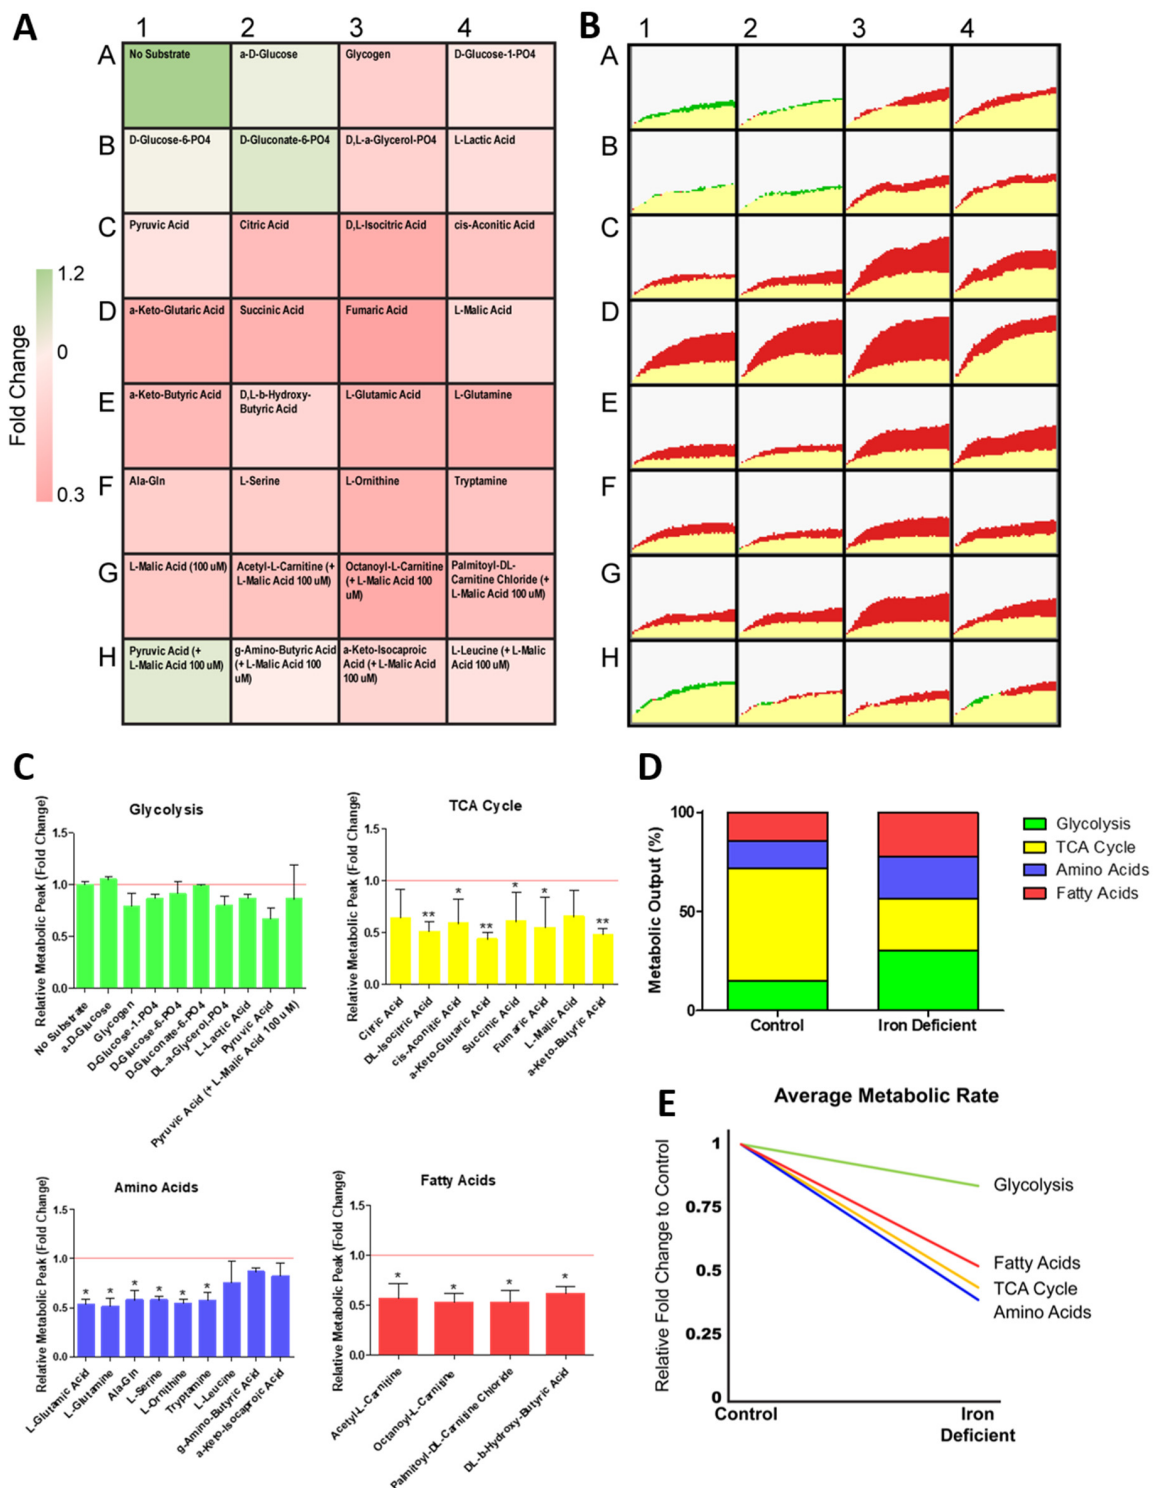 A
1 2 3 4
A
No Substrate
a-D-Glucose
Glycogen
D-Glucose-1-PO4
B
D-Glucose-6-PO4
D-Gluconate-6-PO4
D,L-a-Glycerol-PO4
L-Lactic Acid
C
Pyruvic Acid
Citric Acid
D,L-Isocitric Acid
cis-Aconitic Acid
D
a-Keto-Glutaric Acid
Succinic Acid
Fumaric Acid
L-Malic Acid
E
a-Keto-Butyric Acid
D,L-b-Hydroxy-
Butyric Acid
L-Glutamic Acid
L-Glutamine
F
Ala-Gln
L-Serine
L-Ornithine
Tryptamine
G
L-Malic Acid (100 uM)
Acetyl-L-Carnitine (+
L-Malic Acid 100 uM)
Octanoyl-L-Carnitine
(+ L-Malic Acid 100
uM)
Palmitoyl-DL-
Carnitine Chloride (+
L-Malic Acid 100 uM)
H
Pyruvic Acid (+
L-Malic Acid 100 uM)
g-Amino-Butyric Acid
(+ L-Malic Acid 100
uM)
a-Keto-Isocaproic
Acid (+ L-Malic Acid
100 uM)
L-Leucine (+ L-Malic
Acid 100 uM)
Fold Change
1.2
0
0.3
B
1 2 3 4
A
B
C
D
E
F
G
H
C
Glycolysis
Relative Metabolic Peak (Fold Change)
1.5
1.0
0.5
0.0
No Substrate
a-D-Glucose
Glycogen
D-Glucose-1-PO4
D-Glucose-6-PO4
D-Gluconate-6-PO4
DL-a-Glycerol-PO4
L-Lactic Acid
Pyruvic Acid
Pyruvic Acid (+ L-Malic Acid 100 uM)
TCA Cycle
Relative Metabolic Peak (Fold Change)
1.5
1.0
0.5
0.0
** * ** * * **
Citric Acid
DL-Isocitric Acid
cis-Aconitic Acid
a-Keto-Glutaric Acid
Succinic Acid
Fumaric Acid
L-Malic Acid
a-Keto-Butyric Acid
Amino Acids
Relative Metabolic Peak (Fold Change)
1.5
1.0
0.5
0.0
* * * * * *
L-Glutamic Acid
L-Glutamine
Ala-Gln
L-Serine
L-Ornithine
Tryptamine
L-Leucine
g-Amino-Butyric Acid
a-Keto-Isocaproic Acid
Fatty Acids
Relative Metabolic Peak (Fold Change)
1.5
1.0
0.5
0.0
* * * *
Acetyl-L-Carnitine
Octanoyl-L-Carnitine
Palmitoyl-DL-Carnitine Chloride
DL-b-Hydroxy-Butyric Acid
D
Metabolic Output (%)
100
50
0
Control
Iron Deficient
Glycolysis
TCA Cycle
Amino Acids
Fatty Acids
E
Average Metabolic Rate
Relative Fold Change to Control
1
0.75
0.5
0.25
0
Glycolysis
Fatty Acids
TCA Cycle
Amino Acids
Control
Iron
Deficient